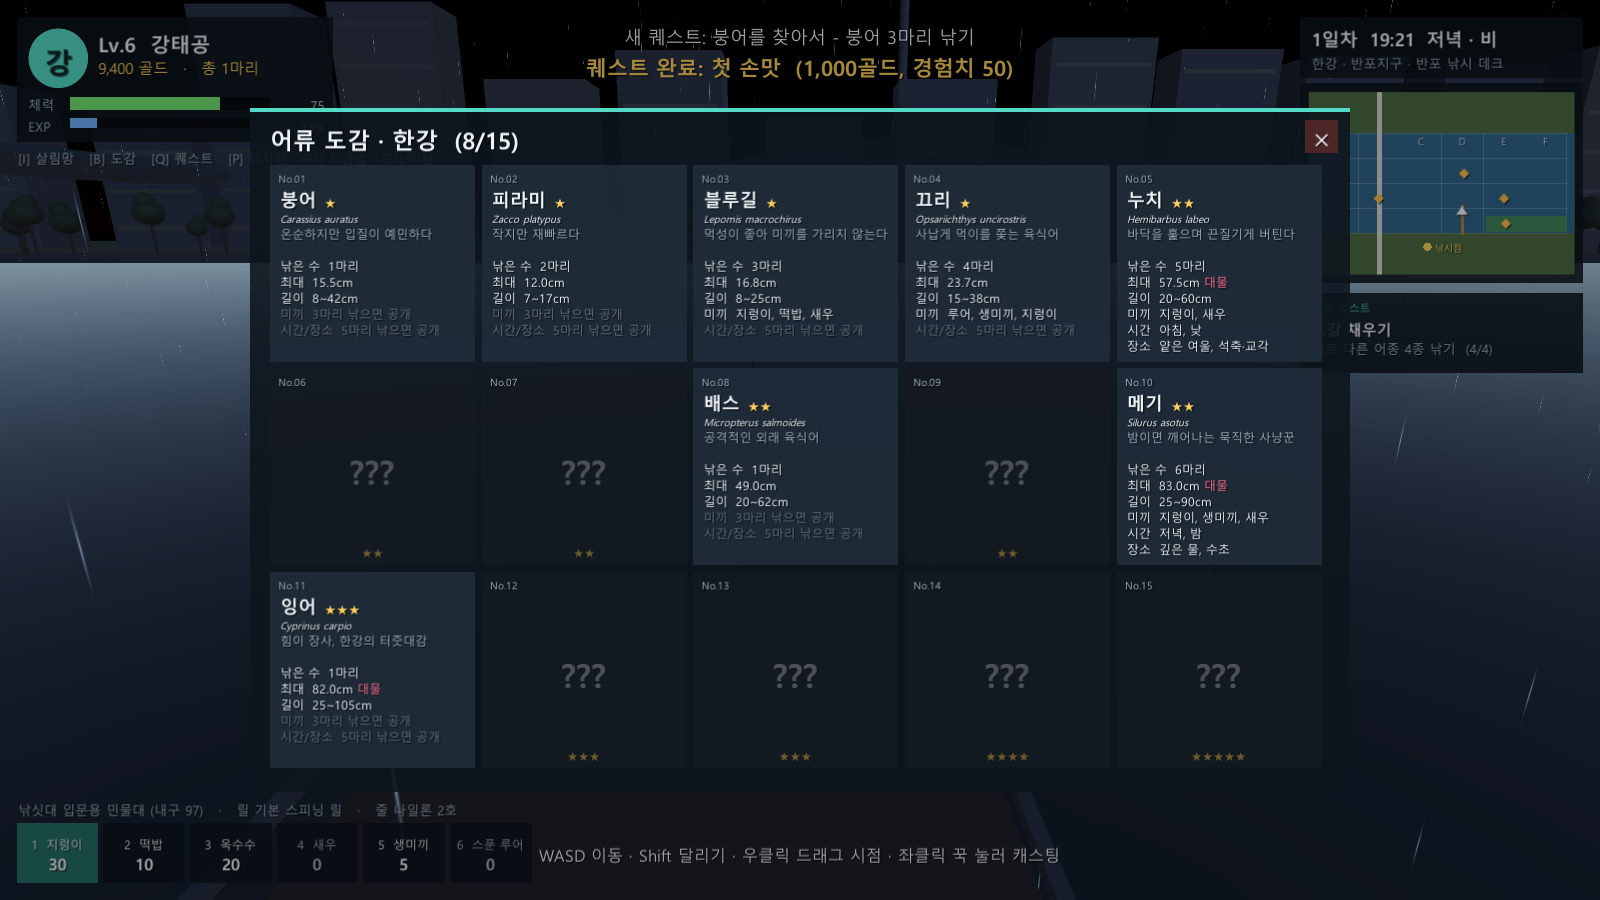 새 퀘스트: 붕어를 찾아서 - 붕어 3마리 낚기
퀘스트 완료: 첫 손맛 (1,000골드, 경험치 50)
강
Lv.6 강태공
9,400 골드 · 총 1마리
체력 75
EXP
[I] 살림망 [B] 도감 [Q] 퀘스트 [P]
1일차 19:21 저녁 · 비
한강 · 반포지구 · 반포 낚시 데크
C D E F
낚시점
채우기
다른 어종 4종 낚기 (4/4)
어류 도감 · 한강 (8/15)
×
No.01
붕어 ★
Carassius auratus
온순하지만 입질이 예민하다
낚은 수 1마리
최대 15.5cm
길이 8~42cm
미끼 3마리 낚으면 공개
시간/장소 5마리 낚으면 공개
No.02
피라미 ★
Zacco platypus
작지만 재빠르다
낚은 수 2마리
최대 12.0cm
길이 7~17cm
미끼 3마리 낚으면 공개
시간/장소 5마리 낚으면 공개
No.03
블루길 ★
Lepomis macrochirus
먹성이 좋아 미끼를 가리지 않는다
낚은 수 3마리
최대 16.8cm
길이 8~25cm
미끼 지렁이, 떡밥, 새우
시간/장소 5마리 낚으면 공개
No.04
끄리 ★
Opsariichthys uncirostris
사납게 먹이를 쫓는 육식어
낚은 수 4마리
최대 23.7cm
길이 15~38cm
미끼 루어, 생미끼, 지렁이
시간/장소 5마리 낚으면 공개
No.05
누치 ★★
Hemibarbus labeo
바닥을 훑으며 끈질기게 버틴다
낚은 수 5마리
최대 57.5cm 대물
길이 20~60cm
미끼 지렁이, 새우
시간 아침, 낮
장소 얕은 여울, 석축·교각
No.06
???
★★
No.07
???
★★
No.08
배스 ★★
Micropterus salmoides
공격적인 외래 육식어
낚은 수 1마리
최대 49.0cm
길이 20~62cm
미끼 3마리 낚으면 공개
시간/장소 5마리 낚으면 공개
No.09
???
★★
No.10
메기 ★★
Silurus asotus
밤이면 깨어나는 묵직한 사냥꾼
낚은 수 6마리
최대 83.0cm 대물
길이 25~90cm
미끼 지렁이, 생미끼, 새우
시간 저녁, 밤
장소 깊은 물, 수초
No.11
잉어 ★★★
Cyprinus carpio
힘이 장사, 한강의 터줏대감
낚은 수 1마리
최대 82.0cm 대물
길이 25~105cm
미끼 3마리 낚으면 공개
시간/장소 5마리 낚으면 공개
No.12
???
★★★
No.13
???
★★★
No.14
???
★★★★
No.15
???
★★★★★
낚싯대 입문용 민물대 (내구 97) · 릴 기본 스피닝 릴 · 줄 나일론 2호
1 지렁이 30
2 떡밥 10
3 옥수수 20
4 새우 0
5 생미끼 5
6 스푼 루어 0
WASD 이동 · Shift 달리기 · 우클릭 드래그 시점 · 좌클릭 꾹 눌러 캐스팅